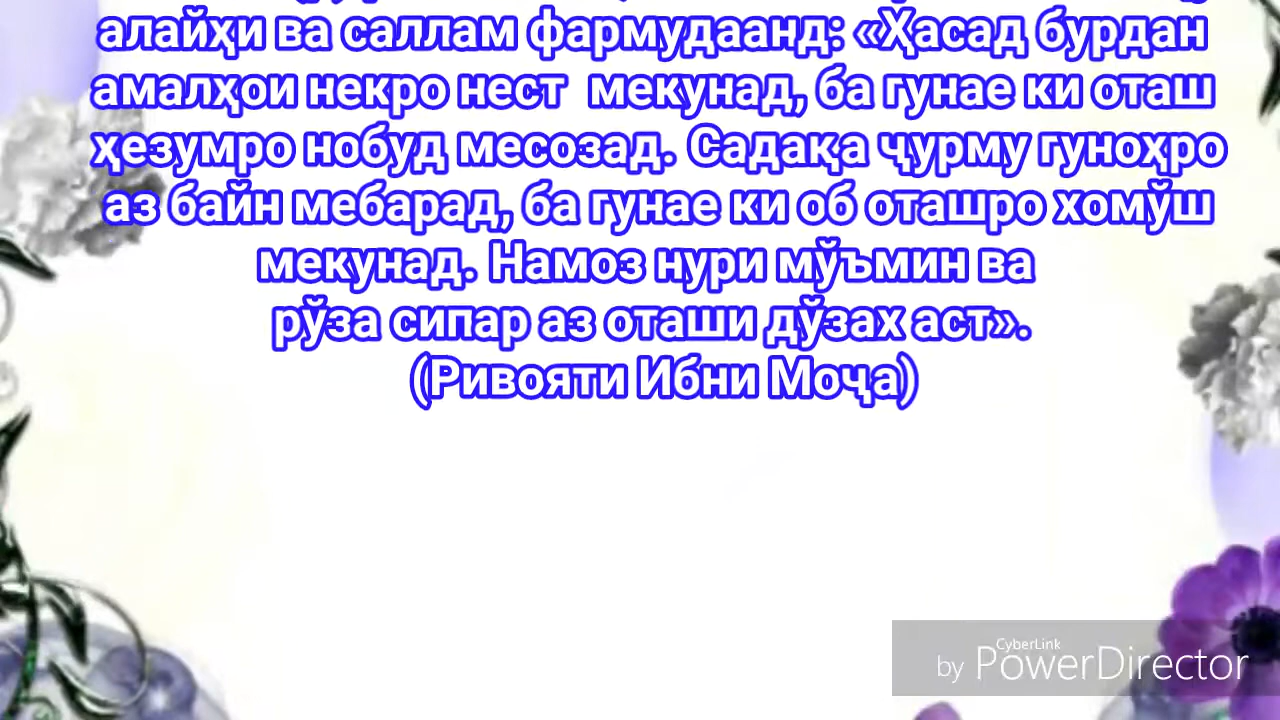 алайҳи ва саллам фармудаанд: «Ҳасад бурдан
амалҳои некро нест мекунад, ба гунае ки оташ
ҳезумро нобуд месозад. Садақа ҷурму гуноҳро
аз байн мебарад, ба гунае ки об оташро хомӯш
мекунад. Намоз нури мӯъмин ва
рӯза сипар аз оташи дӯзах аст».
(Ривояти Ибни Моҷа)
CyberLink
by PowerDirector